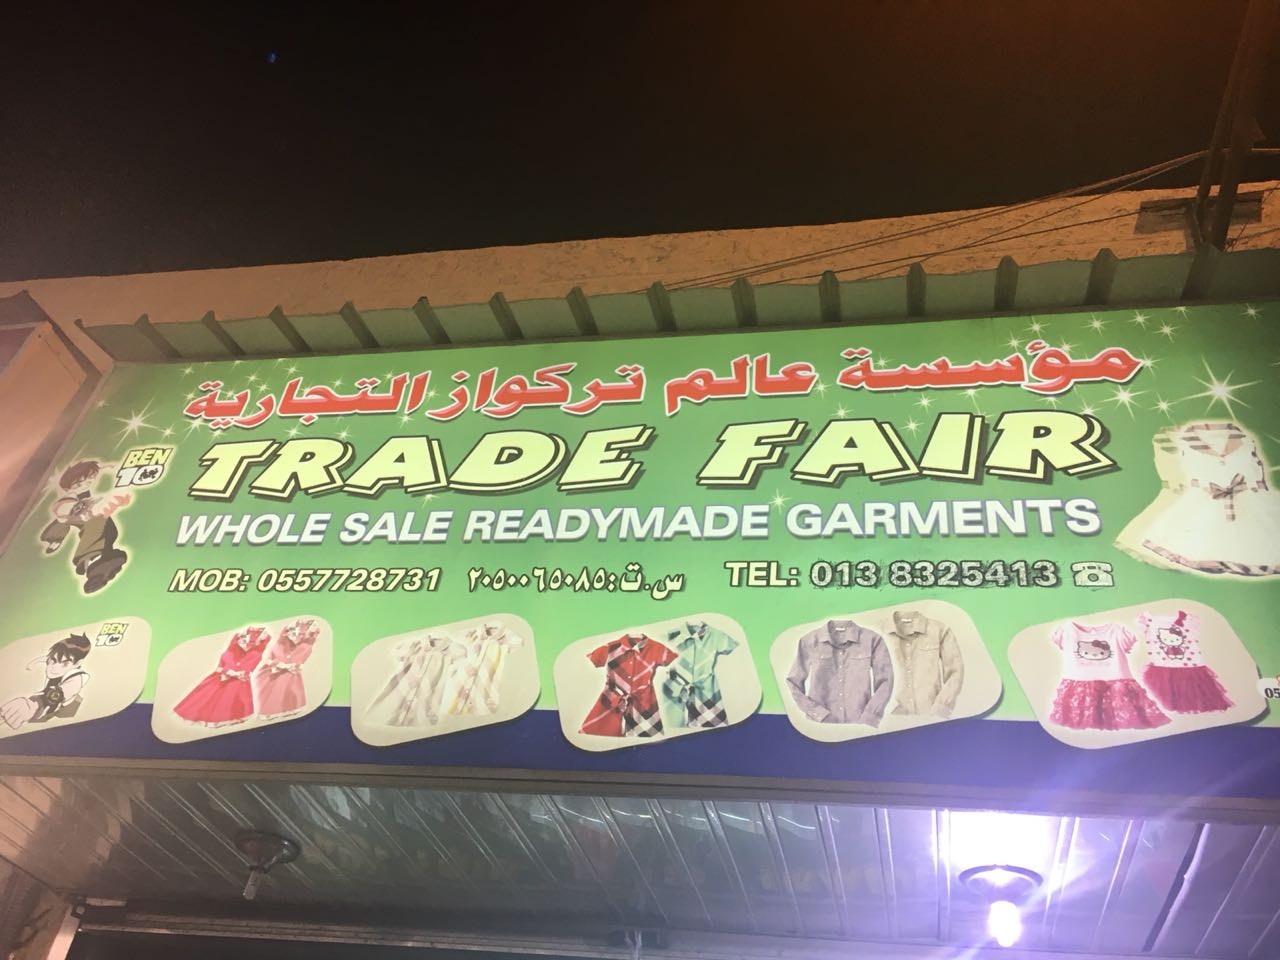 مؤسسة عالم تركواز التجارية
TRADE FAIR
BEN 10
WHOLE SALE READYMADE GARMENTS
MOB: 0557728731 س.ت: ٢٠٥٠٠٦٥٠٨٥ TEL: 013 8325413
BEN 10
05